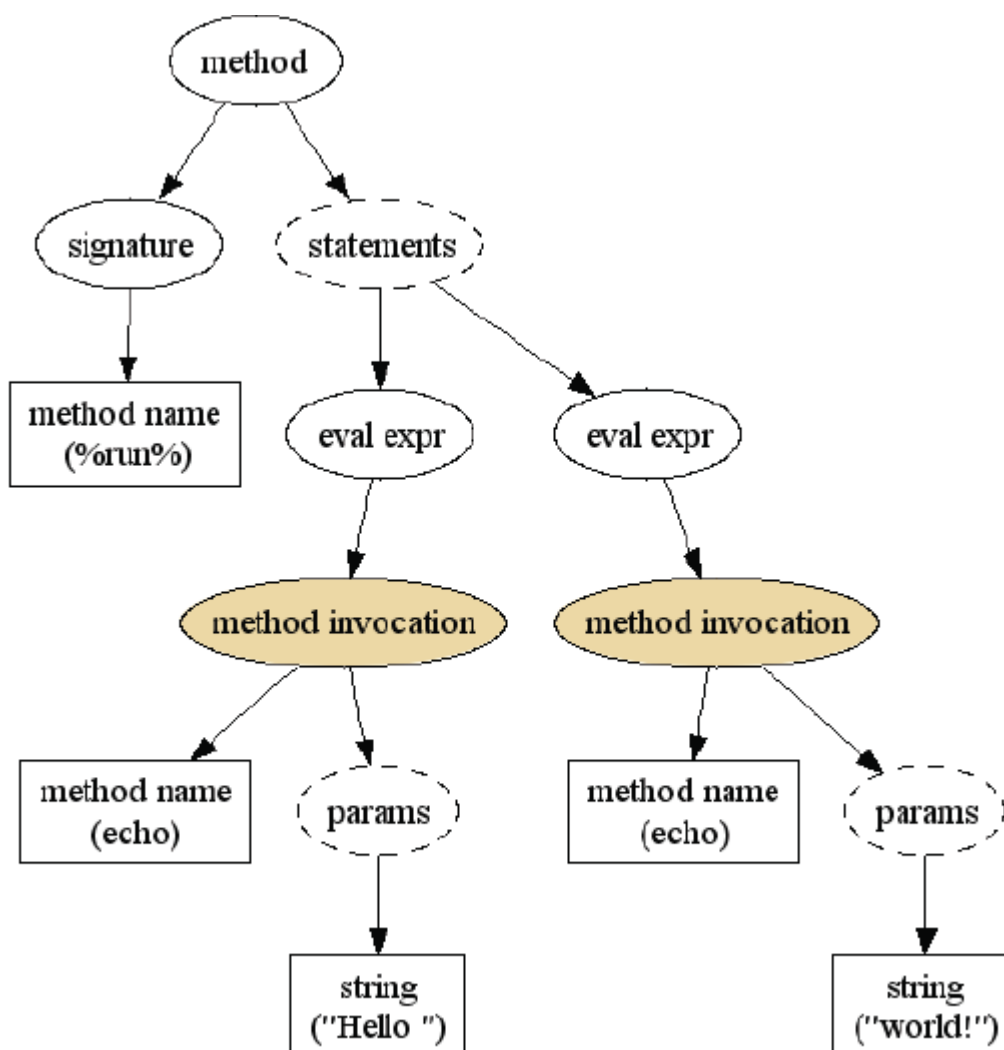 method
signature
statements
method name
(%run%)
eval expr
eval expr
method invocation
method invocation
method name
(echo)
params
method name
(echo)
params
string
("Hello ")
string
("world!")